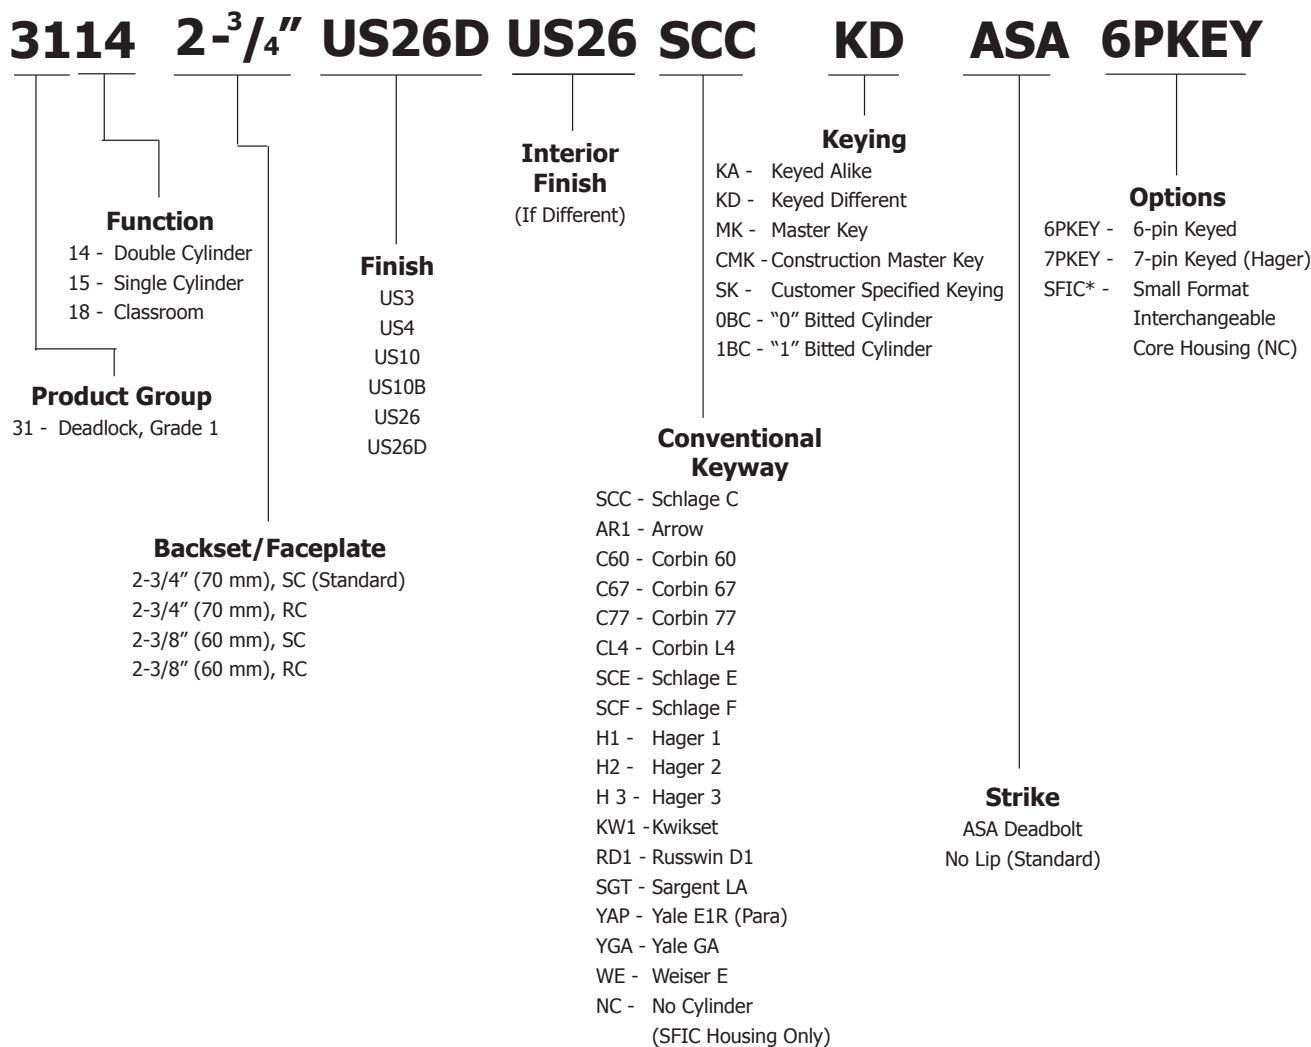 3114 2-3/4" US26D US26 SCC KD ASA 6PKEY
Function
14 - Double Cylinder
15 - Single Cylinder
18 - Classroom
Product Group
31 - Deadlock, Grade 1
Backset/Faceplate
2-3/4" (70 mm), SC (Standard)
2-3/4" (70 mm), RC
2-3/8" (60 mm), SC
2-3/8" (60 mm), RC
Finish
US3
US4
US10
US10B
US26
US26D
Interior
Finish
(If Different)
Conventional
Keyway
SCC - Schlage C
AR1 - Arrow
C60 - Corbin 60
C67 - Corbin 67
C77 - Corbin 77
CL4 - Corbin L4
SCE - Schlage E
SCF - Schlage F
H1 - Hager 1
H2 - Hager 2
H 3 - Hager 3
KW1 - Kwikset
RD1 - Russwin D1
SGT - Sargent LA
YAP - Yale E1R (Para)
YGA - Yale GA
WE - Weiser E
NC - No Cylinder
(SFIC Housing Only)
Keying
KA - Keyed Alike
KD - Keyed Different
MK - Master Key
CMK - Construction Master Key
SK - Customer Specified Keying
0BC - “0” Bitted Cylinder
1BC - “1” Bitted Cylinder
Strike
ASA Deadbolt
No Lip (Standard)
Options
6PKEY - 6-pin Keyed
7PKEY - 7-pin Keyed (Hager)
SFIC* - Small Format
Interchangeable
Core Housing (NC)